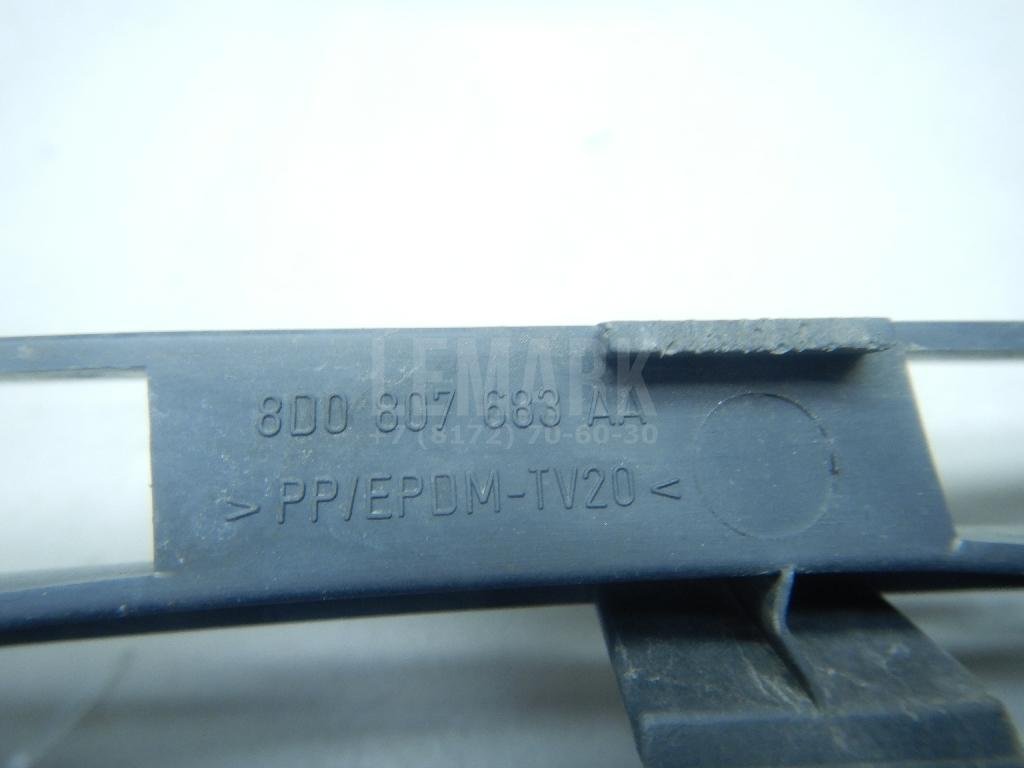 LEMARK
8D0 807 683 AA
+7 (8172) 70-60-30
>PP/EPDM-TV20<